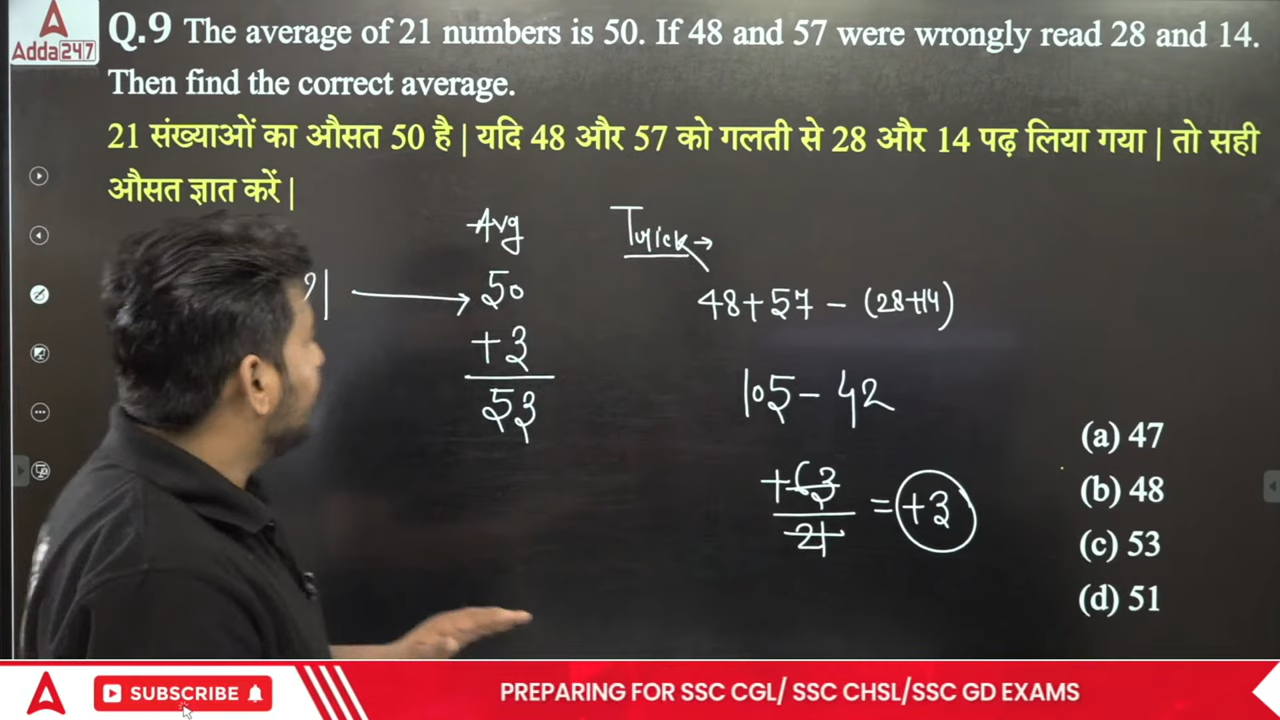 Adda247
Q.9 The average of 21 numbers is 50. If 48 and 57 were wrongly read 28 and 14.
Then find the correct average.
21 संख्याओं का औसत 50 है | यदि 48 और 57 को गलती से 28 और 14 पढ़ लिया गया | तो सही
औसत ज्ञात करें |
Avg
50
+3
53
Trick→
48+57-(28+14)
105-42
+63
21
=+3
(a) 47
(b) 48
(c) 53
(d) 51
SUBSCRIBE
PREPARING FOR SSC CGL/ SSC CHSL/SSC GD EXAMS